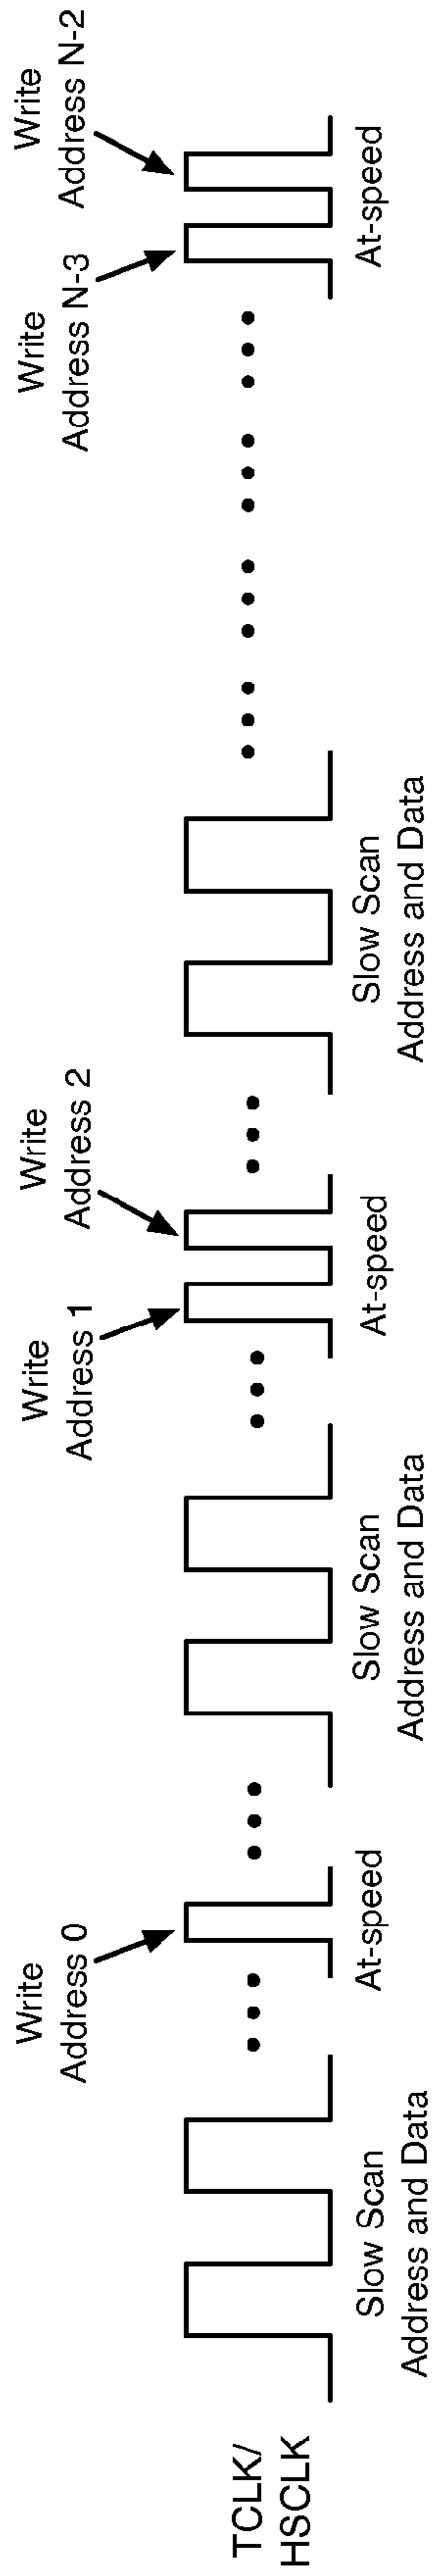 TCLK/
HSCLK
Write
Address 0
Write
Address 1
Write
Address 2
Write
Address N-3
Write
Address N-2
Slow Scan
Address and Data
At-speed
Slow Scan
Address and Data
At-speed
Slow Scan
Address and Data
At-speed